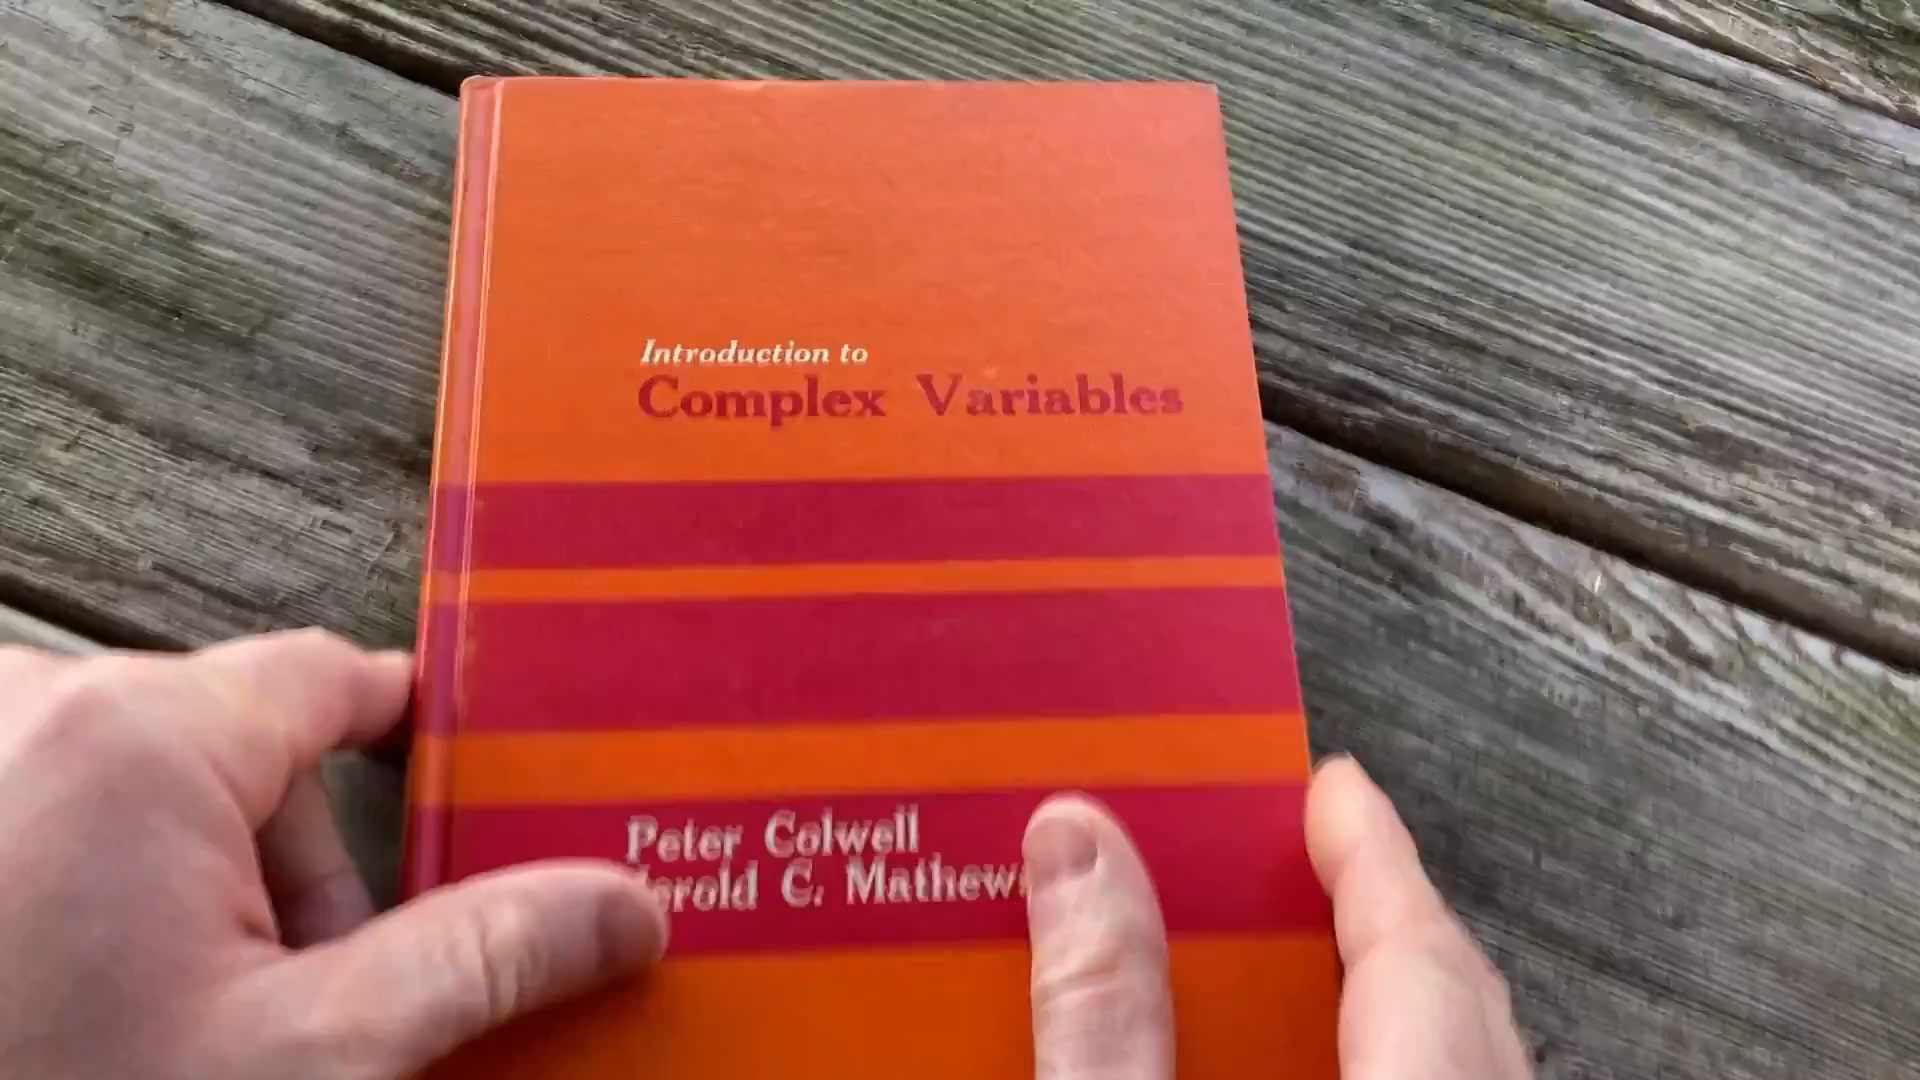 Introduction to
Complex Variables
Peter Colwell
C.